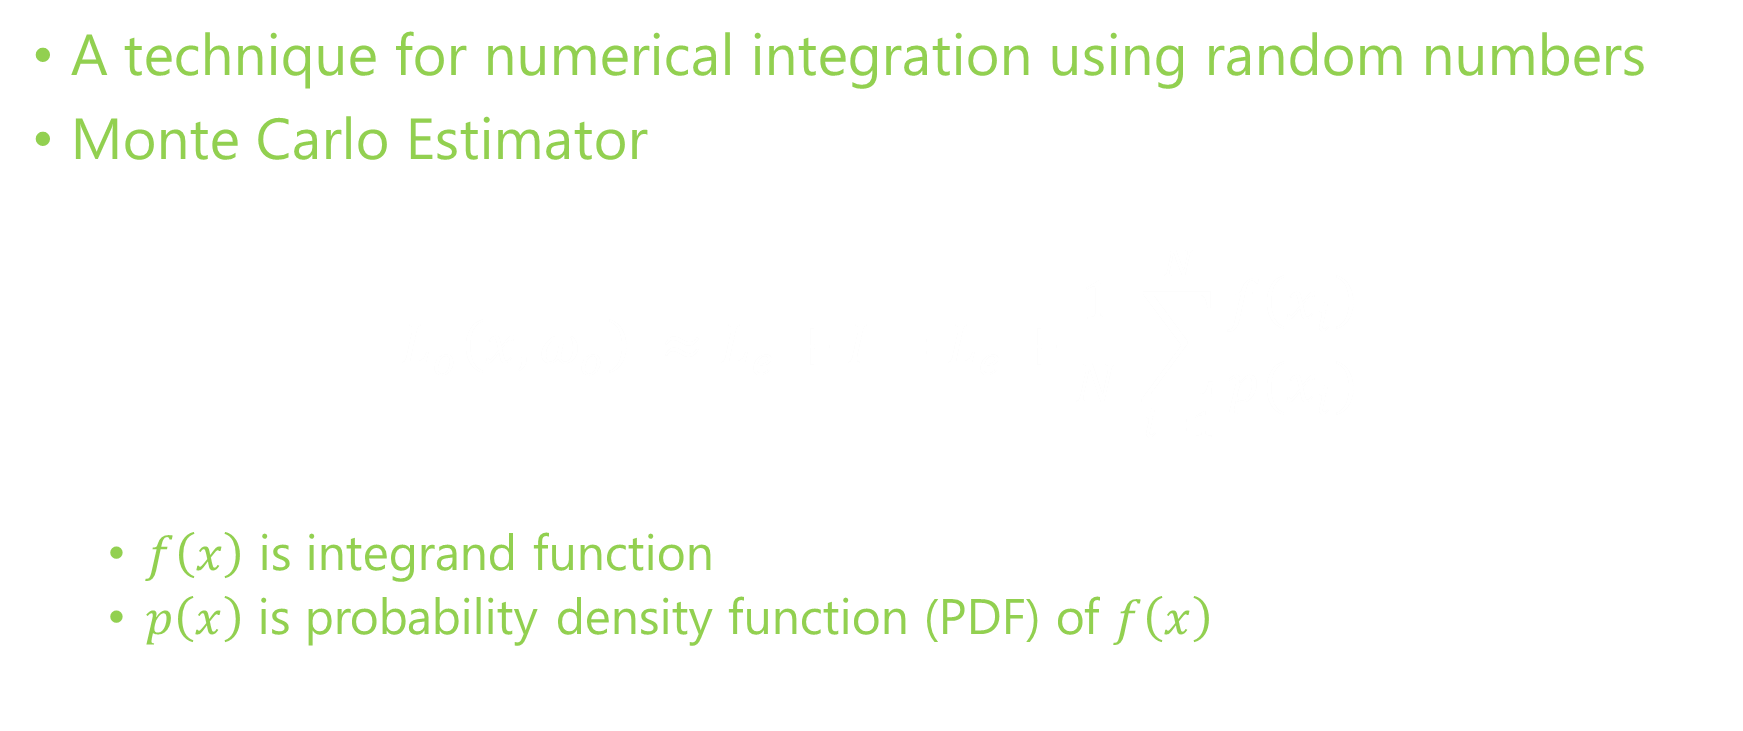 • A technique for numerical integration using random numbers
• Monte Carlo Estimator
• 𝑓(𝑥) is integrand function
• 𝑝(𝑥) is probability density function (PDF) of 𝑓(𝑥)